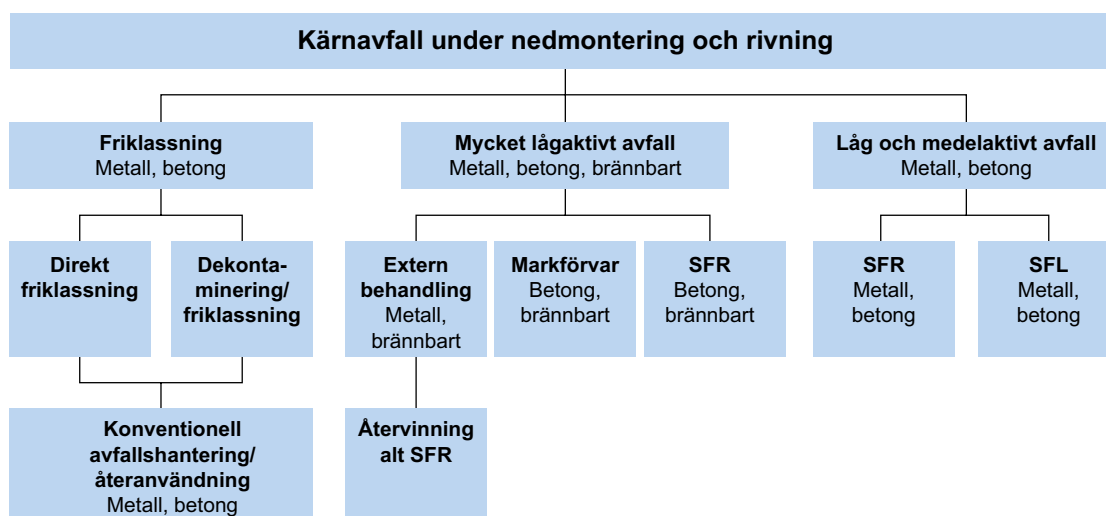 Kärnavfall under nedmontering och rivning
Friklassning
Metall, betong
Mycket lågaktivt avfall
Metall, betong, brännbart
Låg och medelaktivt avfall
Metall, betong
Direkt
friklassning
Dekonta-
minering/
friklassning
Extern
behandling
Metall,
brännbart
Markförvar
Betong,
brännbart
SFR
Betong,
brännbart
SFR
Metall,
betong
SFL
Metall,
betong
Konventionell
avfallshantering/
återanvändning
Metall, betong
Återvinning
alt SFR